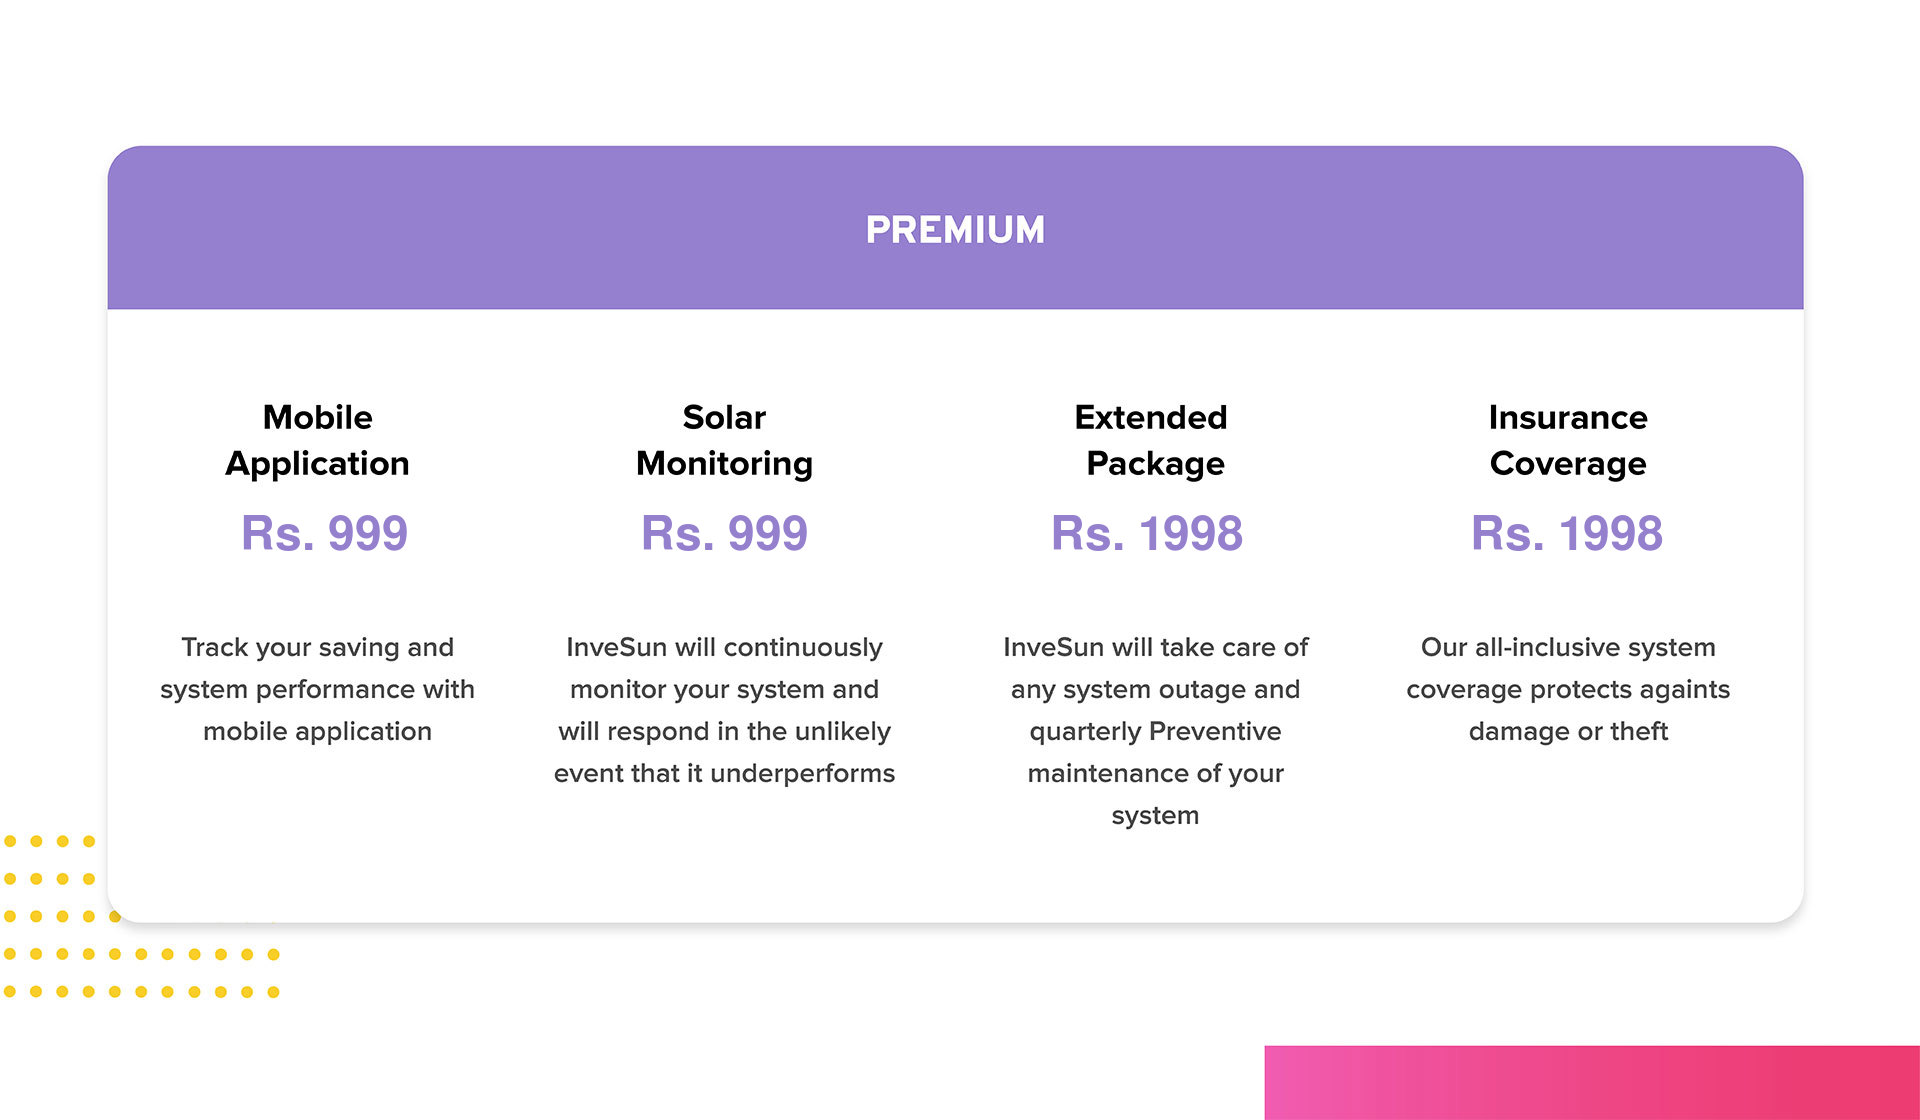 PREMIUM
Mobile
Application
Rs. 999
Track your saving and
system performance with
mobile application
Solar
Monitoring
Rs. 999
InveSun will continuously
monitor your system and
will respond in the unlikely
event that it underperforms
Extended
Package
Rs. 1998
InveSun will take care of
any system outage and
quarterly Preventive
maintenance of your
system
Insurance
Coverage
Rs. 1998
Our all-inclusive system
coverage protects againts
damage or theft